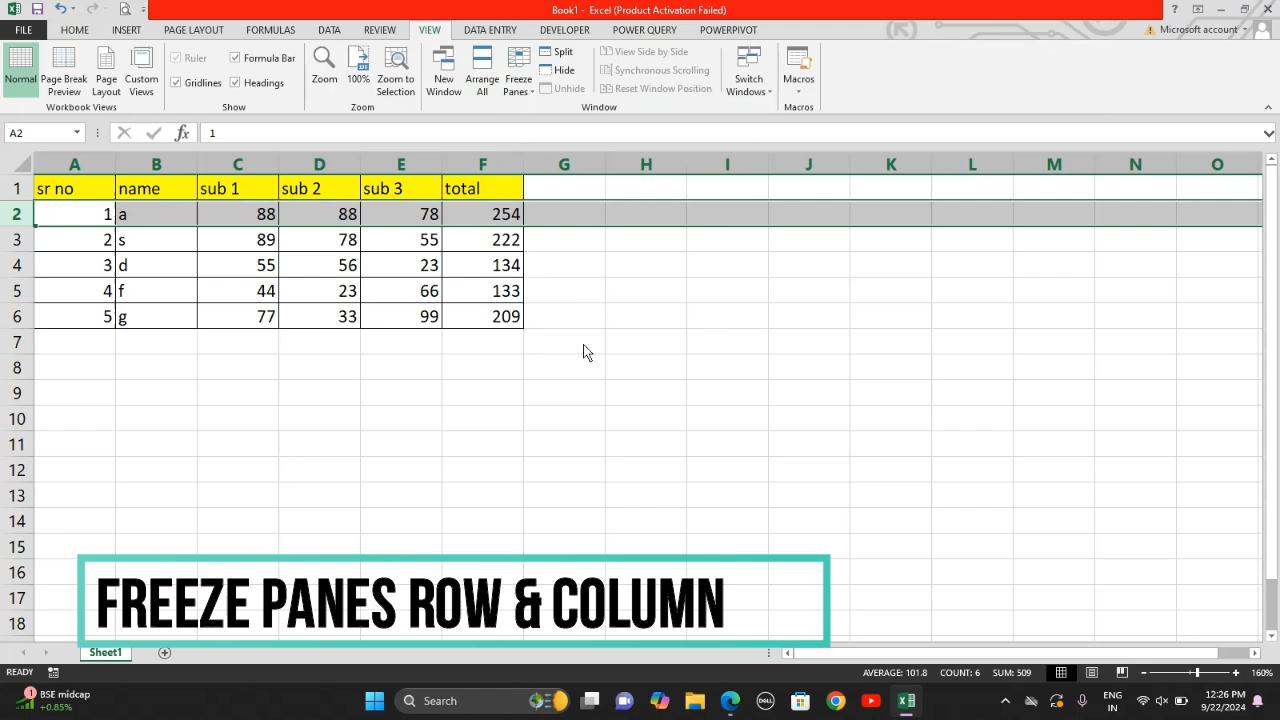 Book1 - Excel (Product Activation Failed)
FILE HOME INSERT PAGE LAYOUT FORMULAS DATA REVIEW VIEW DATA ENTRY DEVELOPER POWER QUERY POWERPIVOT Microsoft account
Normal
Page Break Preview
Page Layout
Custom Views
Workbook Views
Ruler
Formula Bar
Gridlines
Headings
Show
Zoom
100%
Zoom to Selection
Zoom
New Window
Arrange All
Freeze Panes
Split
Hide
Unhide
View Side by Side
Synchronous Scrolling
Reset Window Position
Window
Switch Windows
Macros
Macros
A2 fx 1
A B C D E F G H I J K L M N O
1 sr no name sub 1 sub 2 sub 3 total
2 1 a 88 88 78 254
3 2 s 89 78 55 222
4 3 d 55 56 23 134
5 4 f 44 23 66 133
6 5 g 77 33 99 209
7
8
9
10
11
12
13
14
15
16
17
18
FREEZE PANES ROW & COLUMN
Sheet1
READY AVERAGE: 101.8 COUNT: 6 SUM: 509 160%
1 BSE midcap
+0.85%
Search
DELL
ENG
IN
12:26 PM
9/22/2024